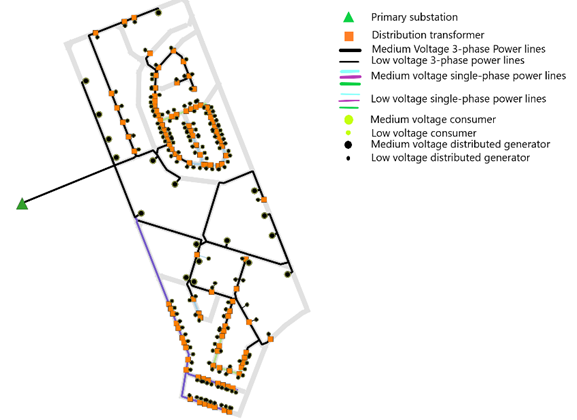 Primary substation
Distribution transformer
Medium Voltage 3-phase Power lines
Low voltage 3-phase power lines
Medium voltage single-phase power lines
Low voltage single-phase power lines
Medium voltage consumer
Low voltage consumer
Medium voltage distributed generator
Low voltage distributed generator